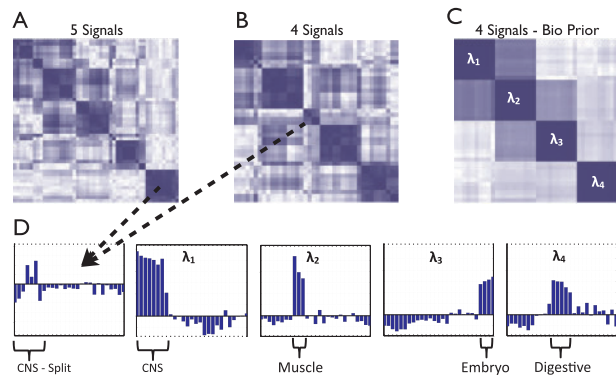 A
5 Signals
B
4 Signals
C
4 Signals - Bio Prior
λ1
λ2
λ3
λ4
D
λ1
λ2
λ3
λ4
CNS - Split
CNS
Muscle
Embryo
Digestive